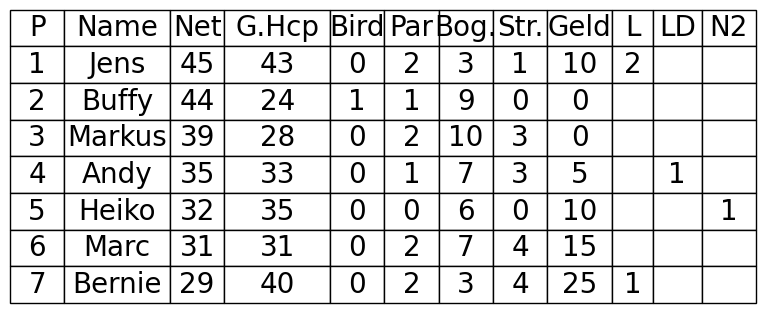 P Name Net G.Hcp Bird Par Bog. Str. Geld L LD N2
1 Jens 45 43 0 2 3 1 10 2
2 Buffy 44 24 1 1 9 0 0
3 Markus 39 28 0 2 10 3 0
4 Andy 35 33 0 1 7 3 5 1
5 Heiko 32 35 0 0 6 0 10 1
6 Marc 31 31 0 2 7 4 15
7 Bernie 29 40 0 2 3 4 25 1